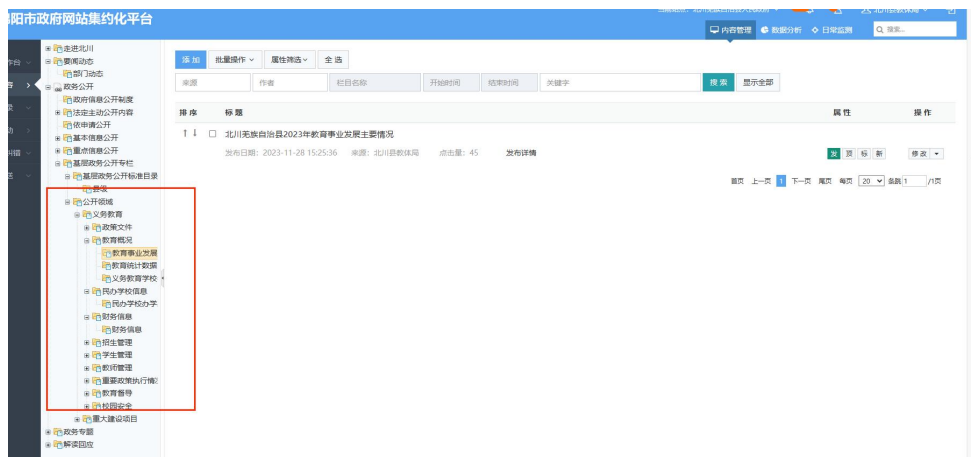 阳市政府网站集约化平台
内容管理 数据分析 日常监测 搜索...
走进北川
要闻动态
部门动态
政务公开
政府信息公开制度
法定主动公开内容
依申请公开
基本信息公开
重点信息公开
基层政务公开专栏
基层政务公开标准目录
县级
公开领域
义务教育
政策文件
教育概况
教育事业发展
教育统计数据
义务教育学校
民办学校信息
民办学校办学
财务信息
财务信息
招生管理
学生管理
教师管理
重要政策执行情
教育督导
校园安全
重大建设项目
政务专题
解读回应
添加 批量操作 属性筛选 全选
来源 作者 栏目名称 开始时间 结束时间 关键字 搜索 显示全部
排序 标题 属性 操作
北川羌族自治县2023年教育事业发展主要情况
发布日期: 2023-11-28 15:25:36 来源: 北川县教体局 点击量: 45 发布详情 发 顶 标 新 修改
首页 上一页 1 下一页 尾页 每页 20 条跳 1 /1页